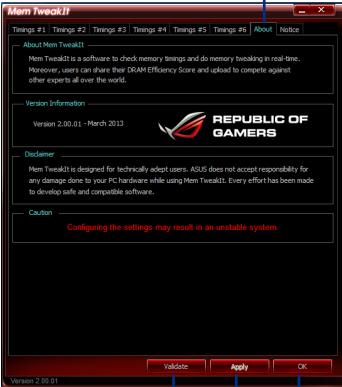 Mem TweakIt
Timings #1 Timings #2 Timings #3 Timings #4 Timings #5 Timings #6 About Notice
About Mem TweakIt
Mem TweakIt is a software to check memory timings and do memory tweaking in real-time.
Moreover, users can share their DRAM Efficiency Score and upload to compete against
other experts all over the world.
Version Information
Version 2.00.01 - March 2013
REPUBLIC OF
GAMERS
Disclaimer
Mem TweakIt is designed for technically adept users. ASUS does not accept responsibility for
any damage done to your PC hardware while using Mem TweakIt. Every effort has been made
to develop safe and compatible software.
Caution
Configuring the settings may result in an unstable system.
Validate Apply OK
Version 2.00.01